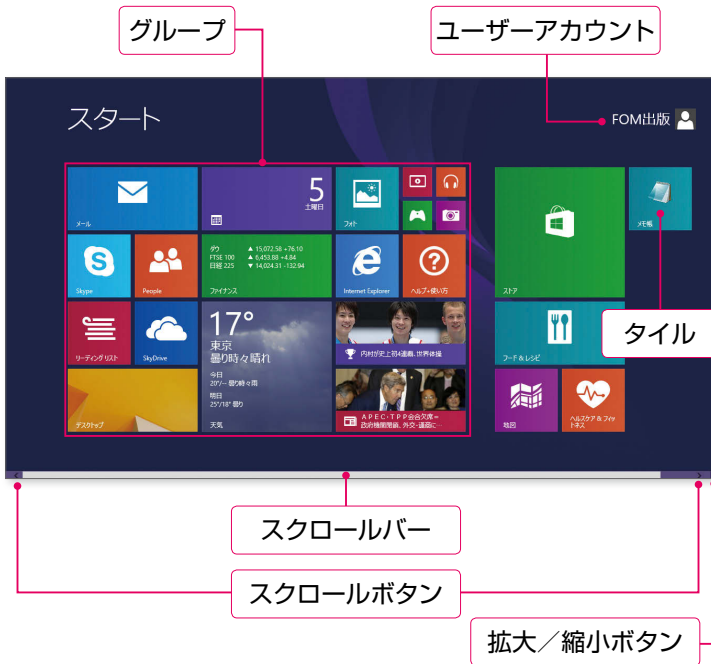 グループ
ユーザーアカウント
スタート
FOM出版
メール
5
土曜日
フォト
メモ帳
Skype
People
ダウ ▲ 15,072.58 +76.10
FTSE 100 ▲ 6,453.88 +4.84
日経 225 ▼ 14,024.31 -132.94
ファイナンス
Internet Explorer
ヘルプ+使い方
ストア
タイル
リーディング リスト
SkyDrive
17°
東京
曇り時々晴れ
今日
20°/-- 曇り時々雨
明日
25°/18° 曇り
天気
内村が史上初4連覇、世界体操
フード & レシピ
デスクトップ
APEC・TPP会合欠席=
政府機関閉鎖、外交・通商に…
地図
ヘルスケア & フィッ
トネス
スクロールバー
スクロールボタン
拡大／縮小ボタン